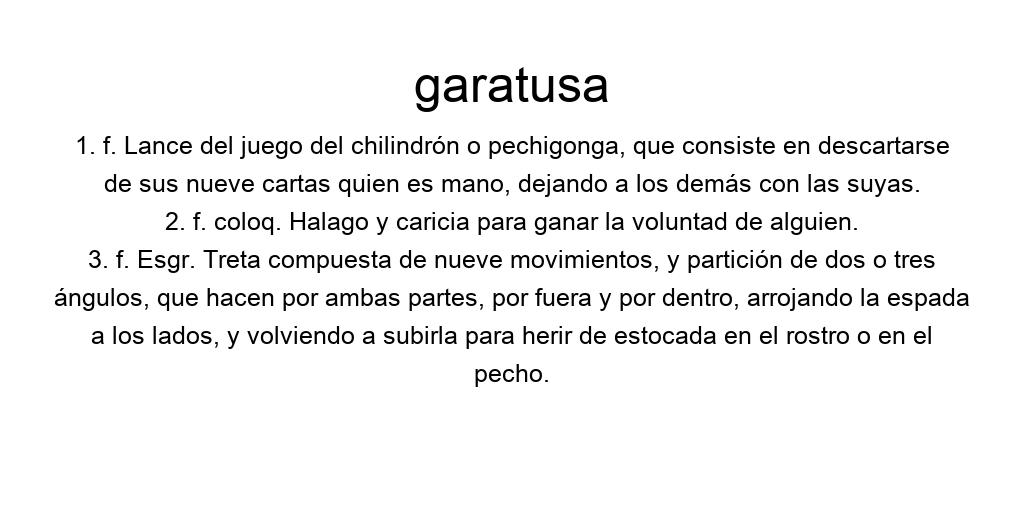 garatusa
1. f. Lance del juego del chilindrón o pechigonga, que consiste en descartarse
de sus nueve cartas quien es mano, dejando a los demás con las suyas.
2. f. coloq. Halago y caricia para ganar la voluntad de alguien.
3. f. Esgr. Treta compuesta de nueve movimientos, y partición de dos o tres
ángulos, que hacen por ambas partes, por fuera y por dentro, arrojando la espada
a los lados, y volviendo a subirla para herir de estocada en el rostro o en el
pecho.